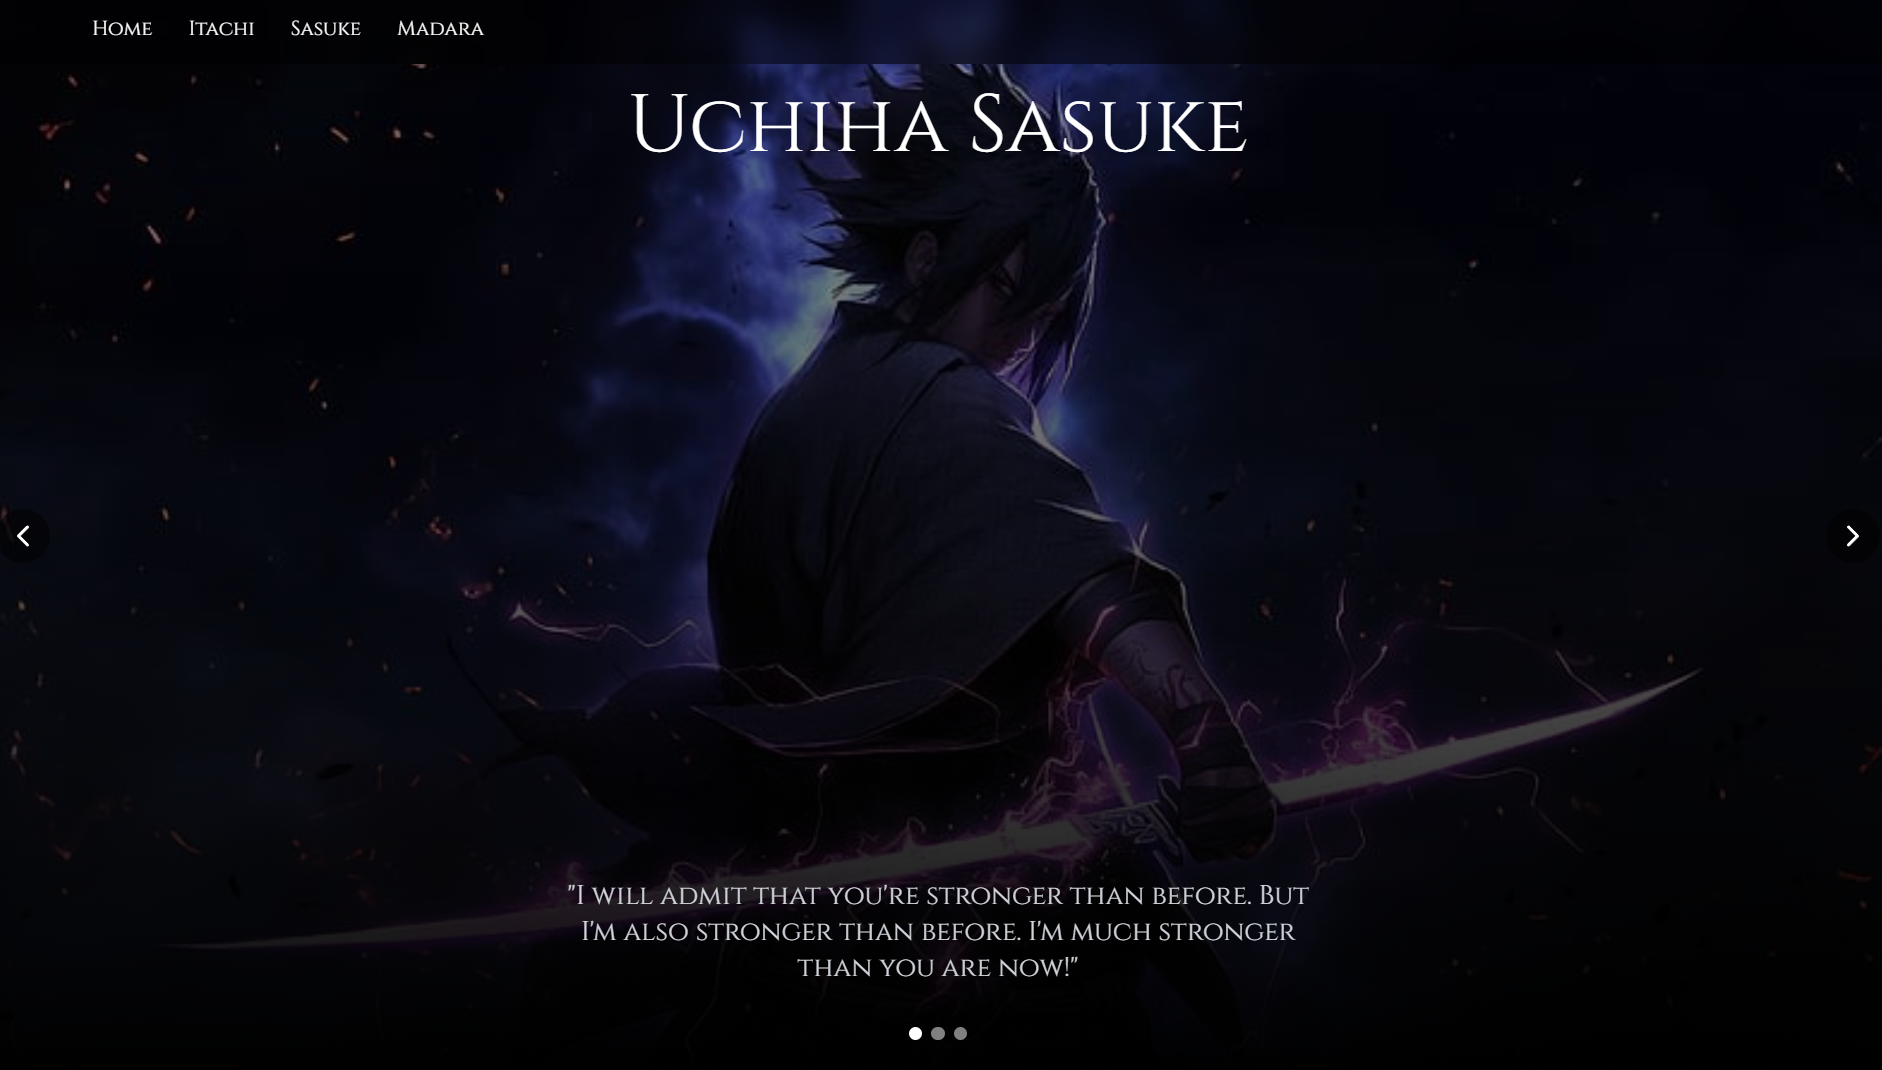 Home Itachi Sasuke Madara
Uchiha Sasuke
"I will admit that you're stronger than before. But
I'm also stronger than before. I'm much stronger
than you are now!"